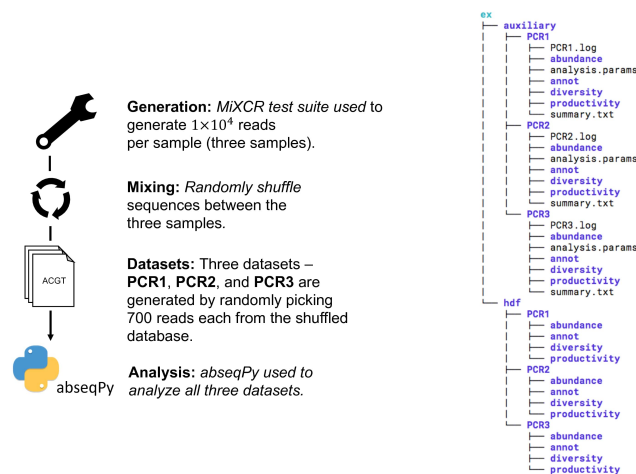 Generation: MiXCR test suite used to
generate 1×10⁴ reads
per sample (three samples).
Mixing: Randomly shuffle
sequences between the
three samples.
ACGT
Datasets: Three datasets –
PCR1, PCR2, and PCR3 are
generated by randomly picking
700 reads each from the shuffled
database.
abseqPy
Analysis: abseqPy used to
analyze all three datasets.
ex
auxiliary
PCR1
PCR1.log
abundance
analysis.params
annot
diversity
productivity
summary.txt
PCR2
PCR2.log
abundance
analysis.params
annot
diversity
productivity
summary.txt
PCR3
PCR3.log
abundance
analysis.params
annot
diversity
productivity
summary.txt
hdf
PCR1
abundance
annot
diversity
productivity
PCR2
abundance
annot
diversity
productivity
PCR3
abundance
annot
diversity
productivity